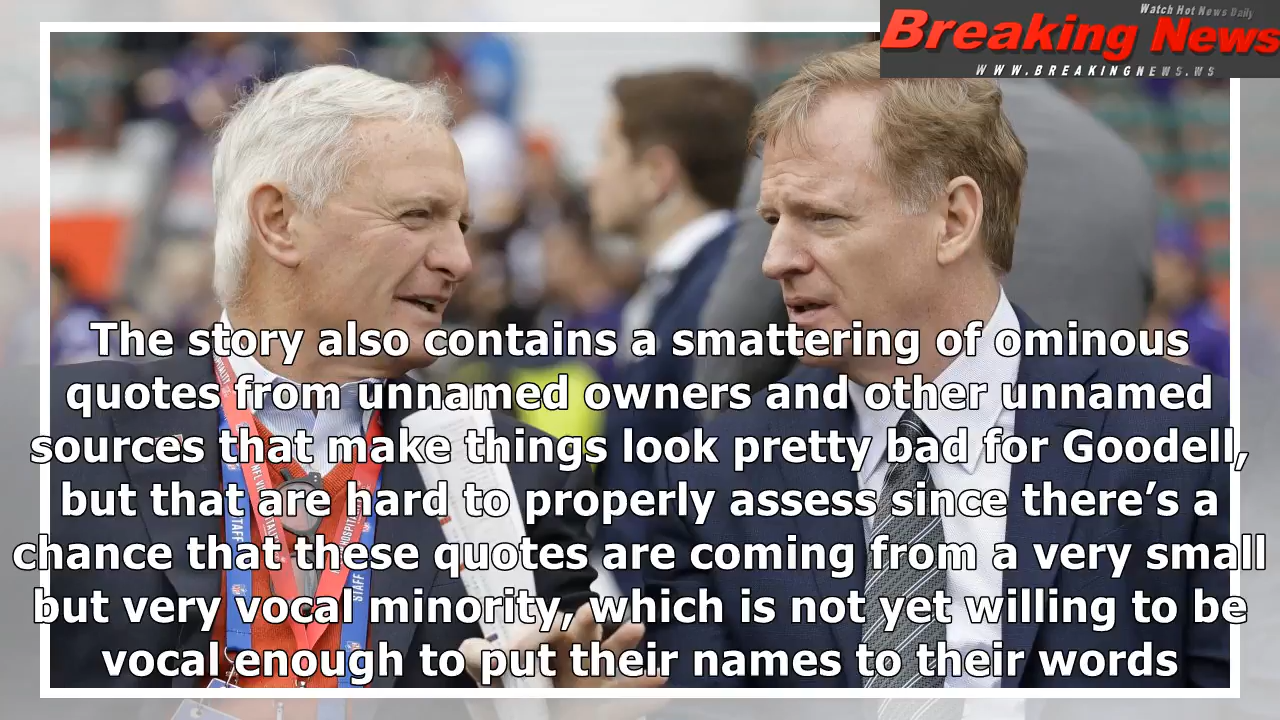 Watch Hot News Daily
Breaking News
WWW.BREAKINGNEWS.WS
The story also contains a smattering of ominous
quotes from unnamed owners and other unnamed
sources that make things look pretty bad for Goodell,
but that are hard to properly assess since there’s a
chance that these quotes are coming from a very small
but very vocal minority, which is not yet willing to be
vocal enough to put their names to their words
STAFF
STAFF